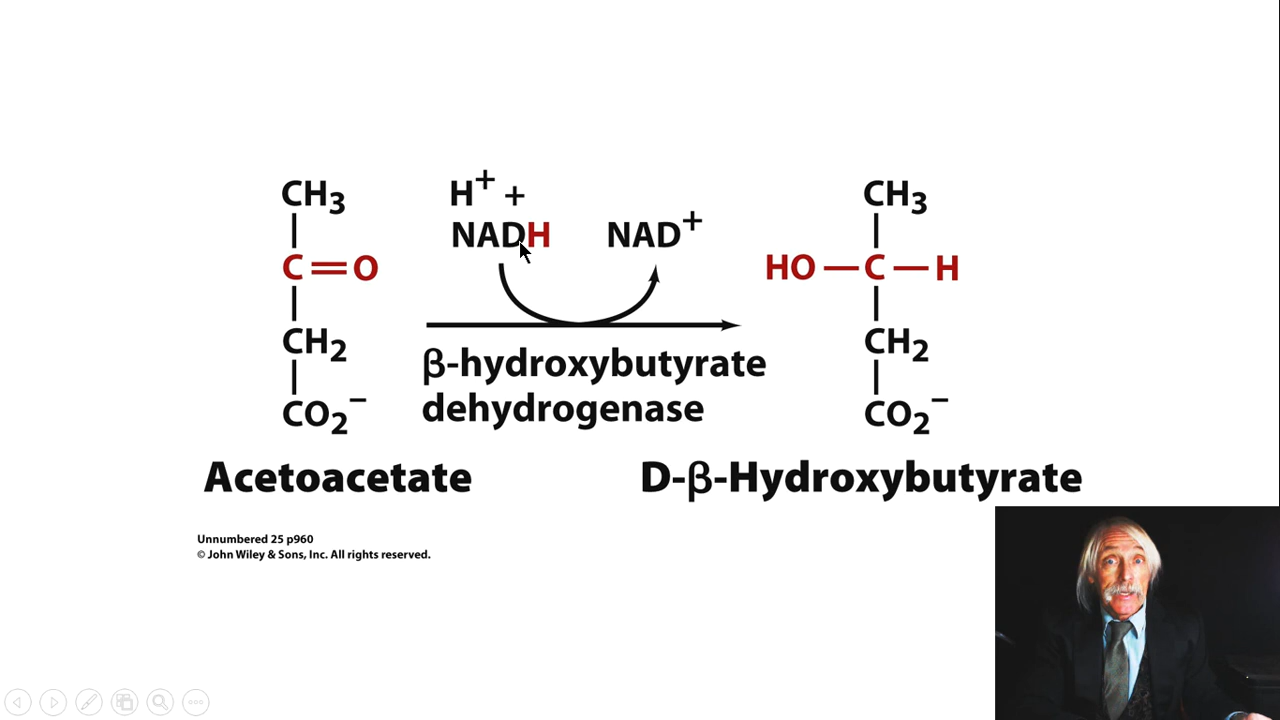 CH₃
C=O
CH₂
CO₂⁻
Acetoacetate
H⁺ +
NADH
NAD⁺
β-hydroxybutyrate
dehydrogenase
CH₃
HO—C—H
CH₂
CO₂⁻
D-β-Hydroxybutyrate
Unnumbered 25 p960
© John Wiley & Sons, Inc. All rights reserved.